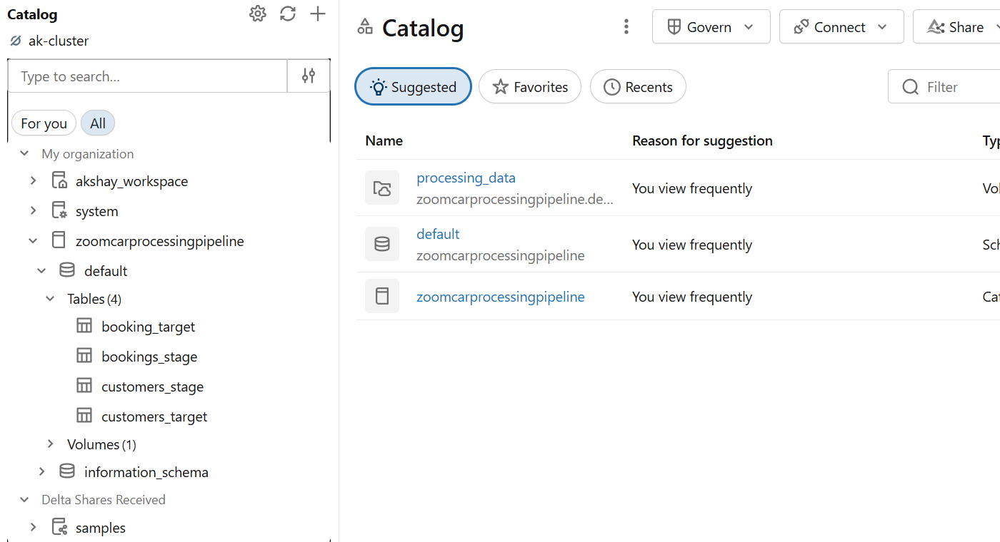 Catalog
ak-cluster
Type to search...
For you
All
My organization
akshay_workspace
system
zoomcarprocessingpipeline
default
Tables (4)
booking_target
bookings_stage
customers_stage
customers_target
Volumes (1)
information_schema
Delta Shares Received
samples
Catalog
Govern
Connect
Share
Suggested
Favorites
Recents
Filter
Name
Reason for suggestion
Typ
processing_data
zoomcarprocessingpipeline.de...
You view frequently
Vol
default
zoomcarprocessingpipeline
You view frequently
Sch
zoomcarprocessingpipeline
You view frequently
Cat